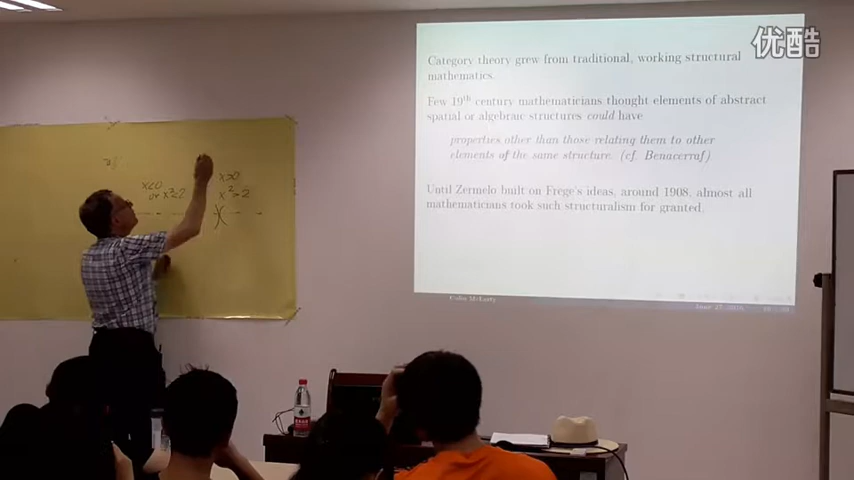 优酷
Category theory grew from traditional, working structural
mathematics.
Few 19th century mathematicians thought elements of abstract
spatial or algebraic structures could have
properties other than those relating them to other
elements of the same structure. (cf. Benacerraf)
Until Zermelo built on Frege's ideas, around 1908, almost all
mathematicians took such structuralism for granted.
x<0
or x²<2
x>0
x²>2